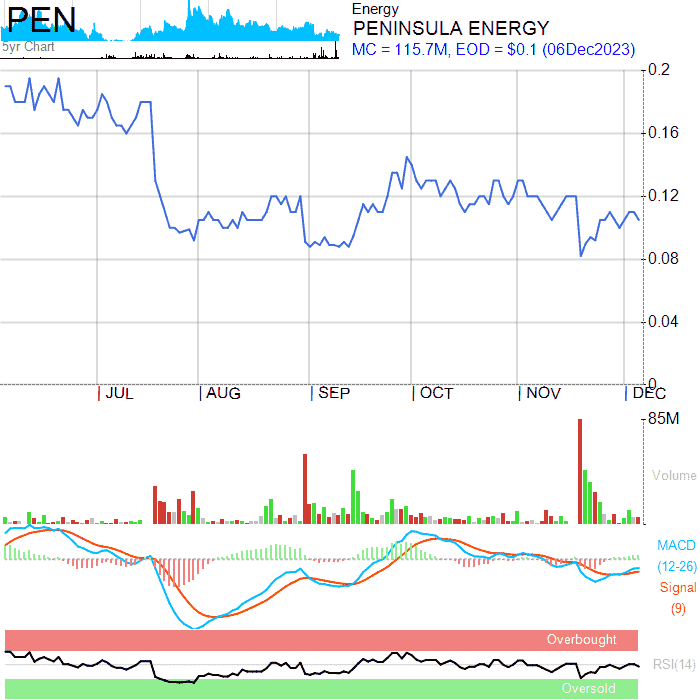 PEN
5yr Chart
Energy
PENINSULA ENERGY
MC = 115.7M, EOD = $0.1 (06Dec2023)
0.2
0.16
0.12
0.08
0.04
0
JUL AUG SEP OCT NOV DEC
85M
Volume
MACD
(12-26)
Signal
(9)
Overbought
RSI(14)
Oversold